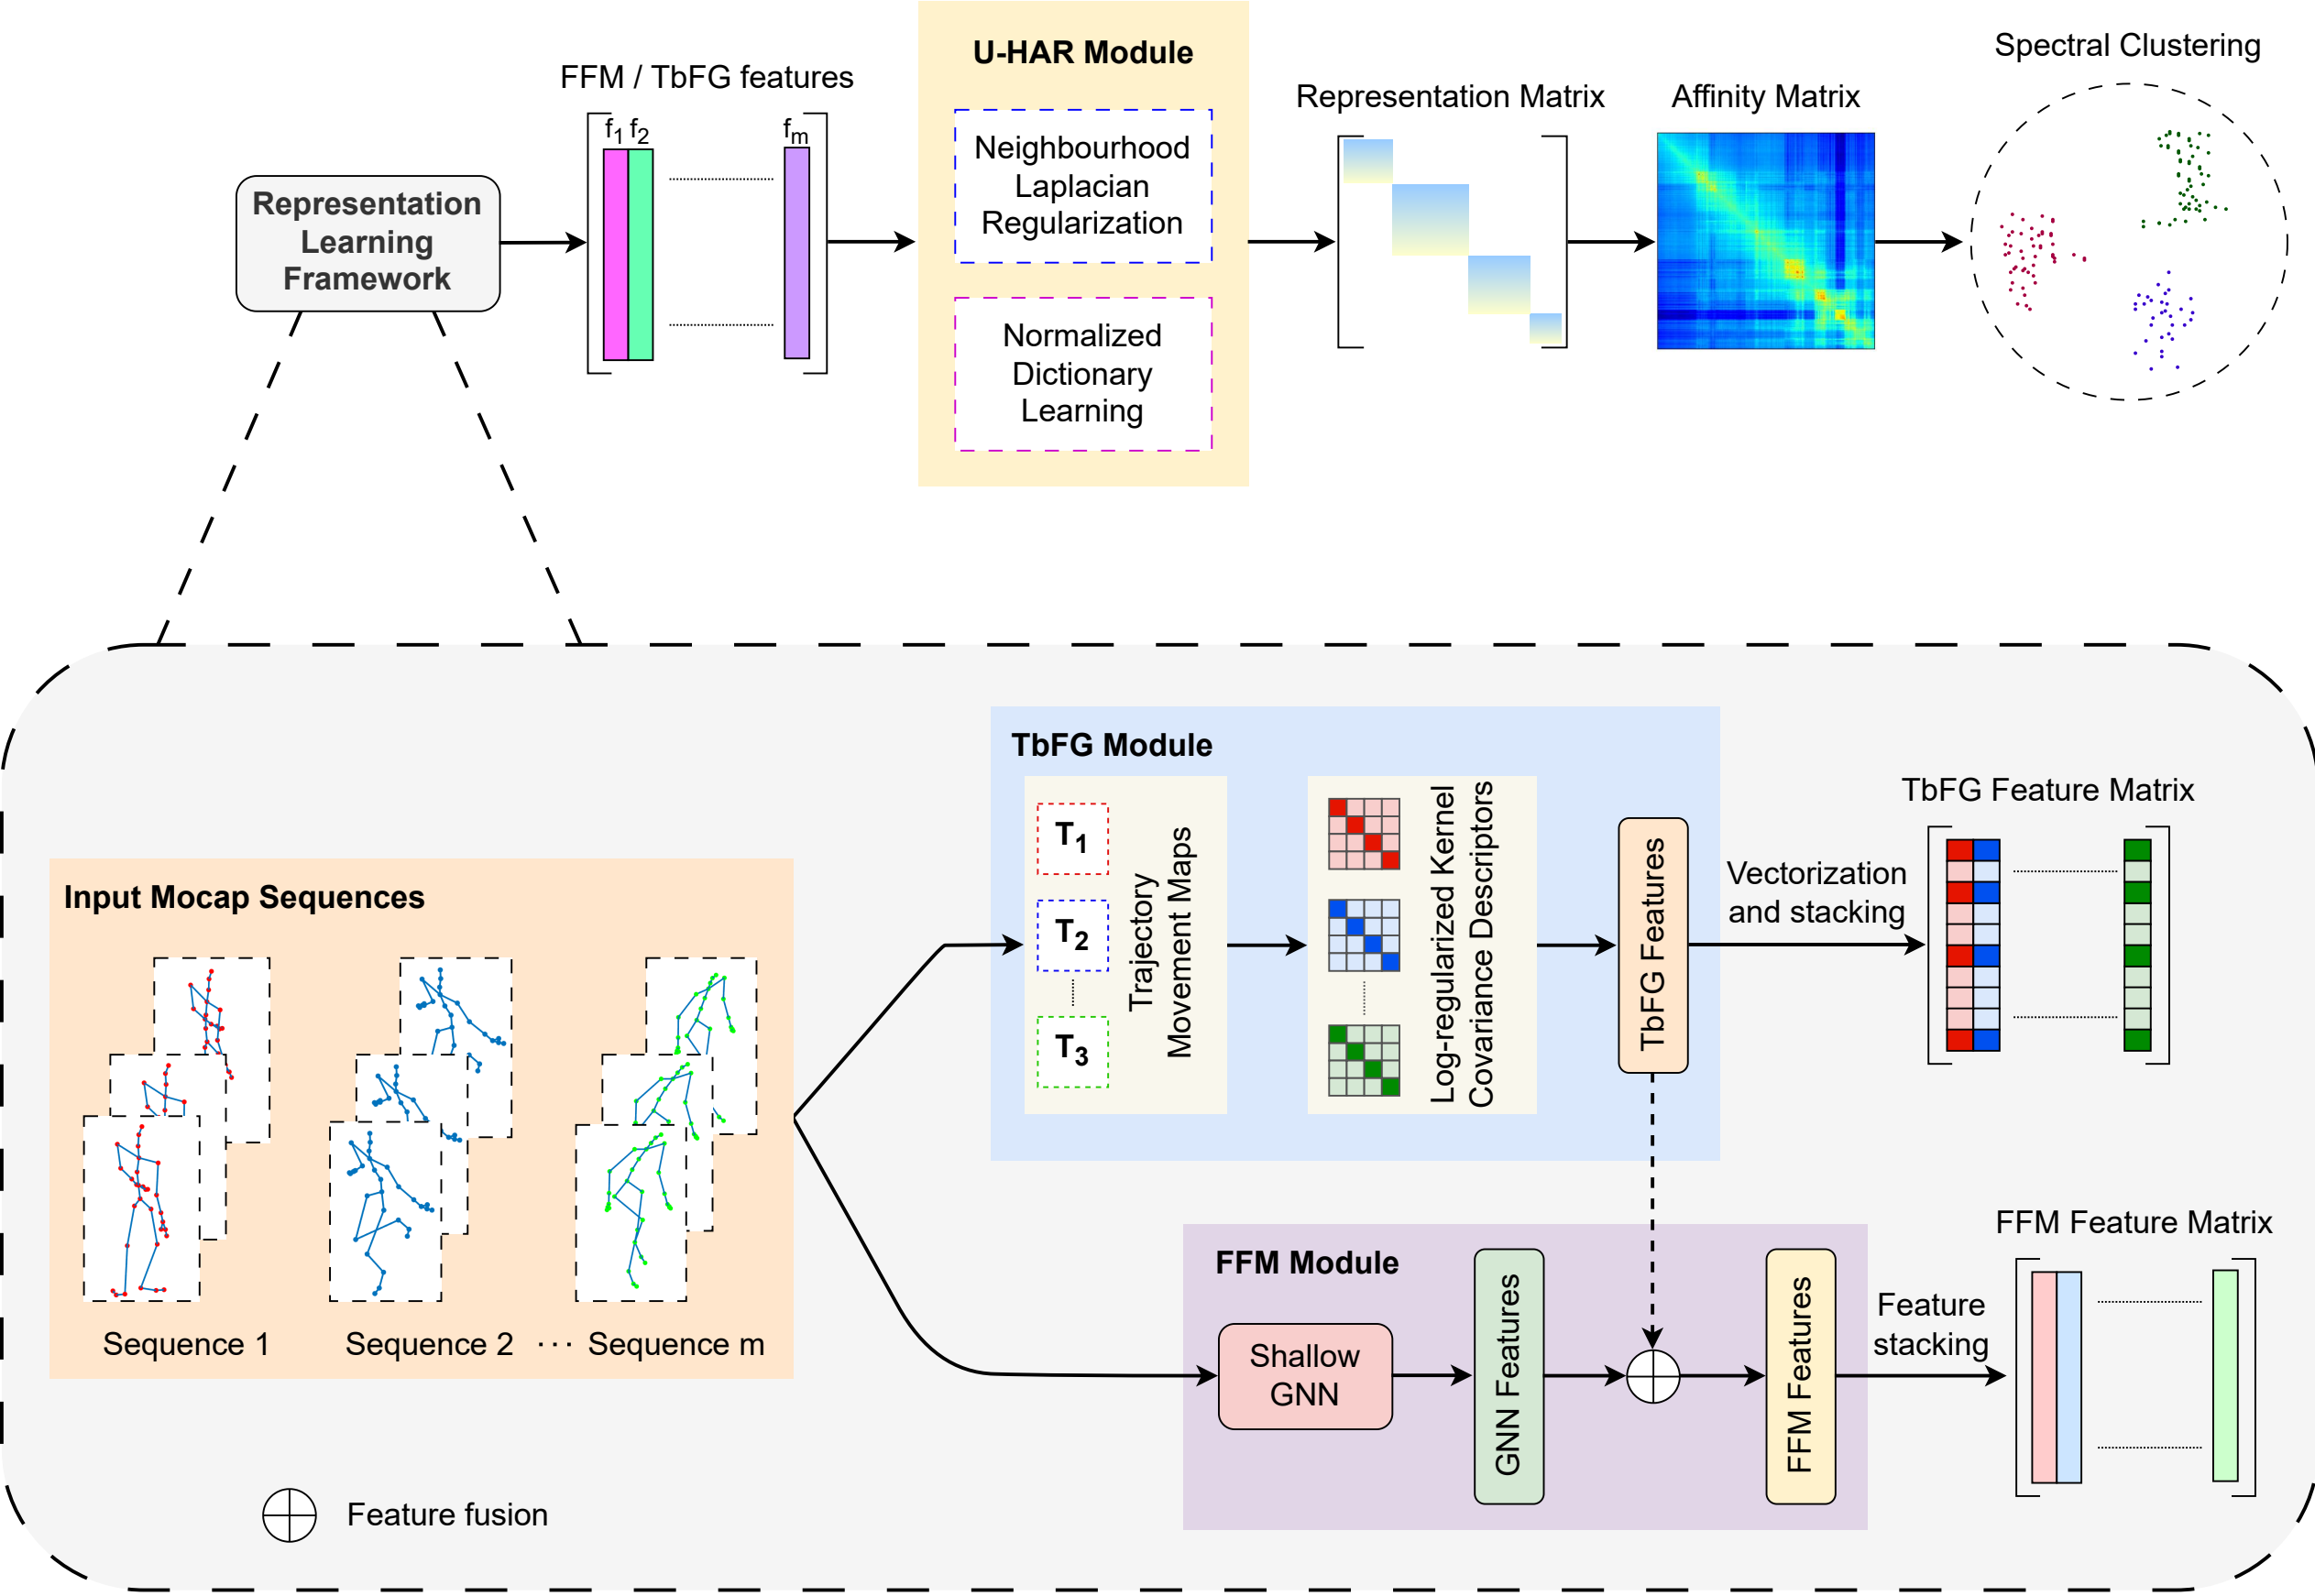 U-HAR Module
Spectral Clustering
FFM / TbFG features
Representation Matrix
Affinity Matrix
f1 f2
fm
Neighbourhood
Laplacian
Regularization
Representation
Learning
Framework
Normalized
Dictionary
Learning
TbFG Module
TbFG Feature Matrix
T1
T2
T3
Trajectory
Movement Maps
Log-regularized Kernel
Covariance Descriptors
TbFG Features
Vectorization
and stacking
Input Mocap Sequences
Sequence 1
Sequence 2
···
Sequence m
FFM Module
FFM Feature Matrix
Shallow
GNN
GNN Features
FFM Features
Feature
stacking
Feature fusion